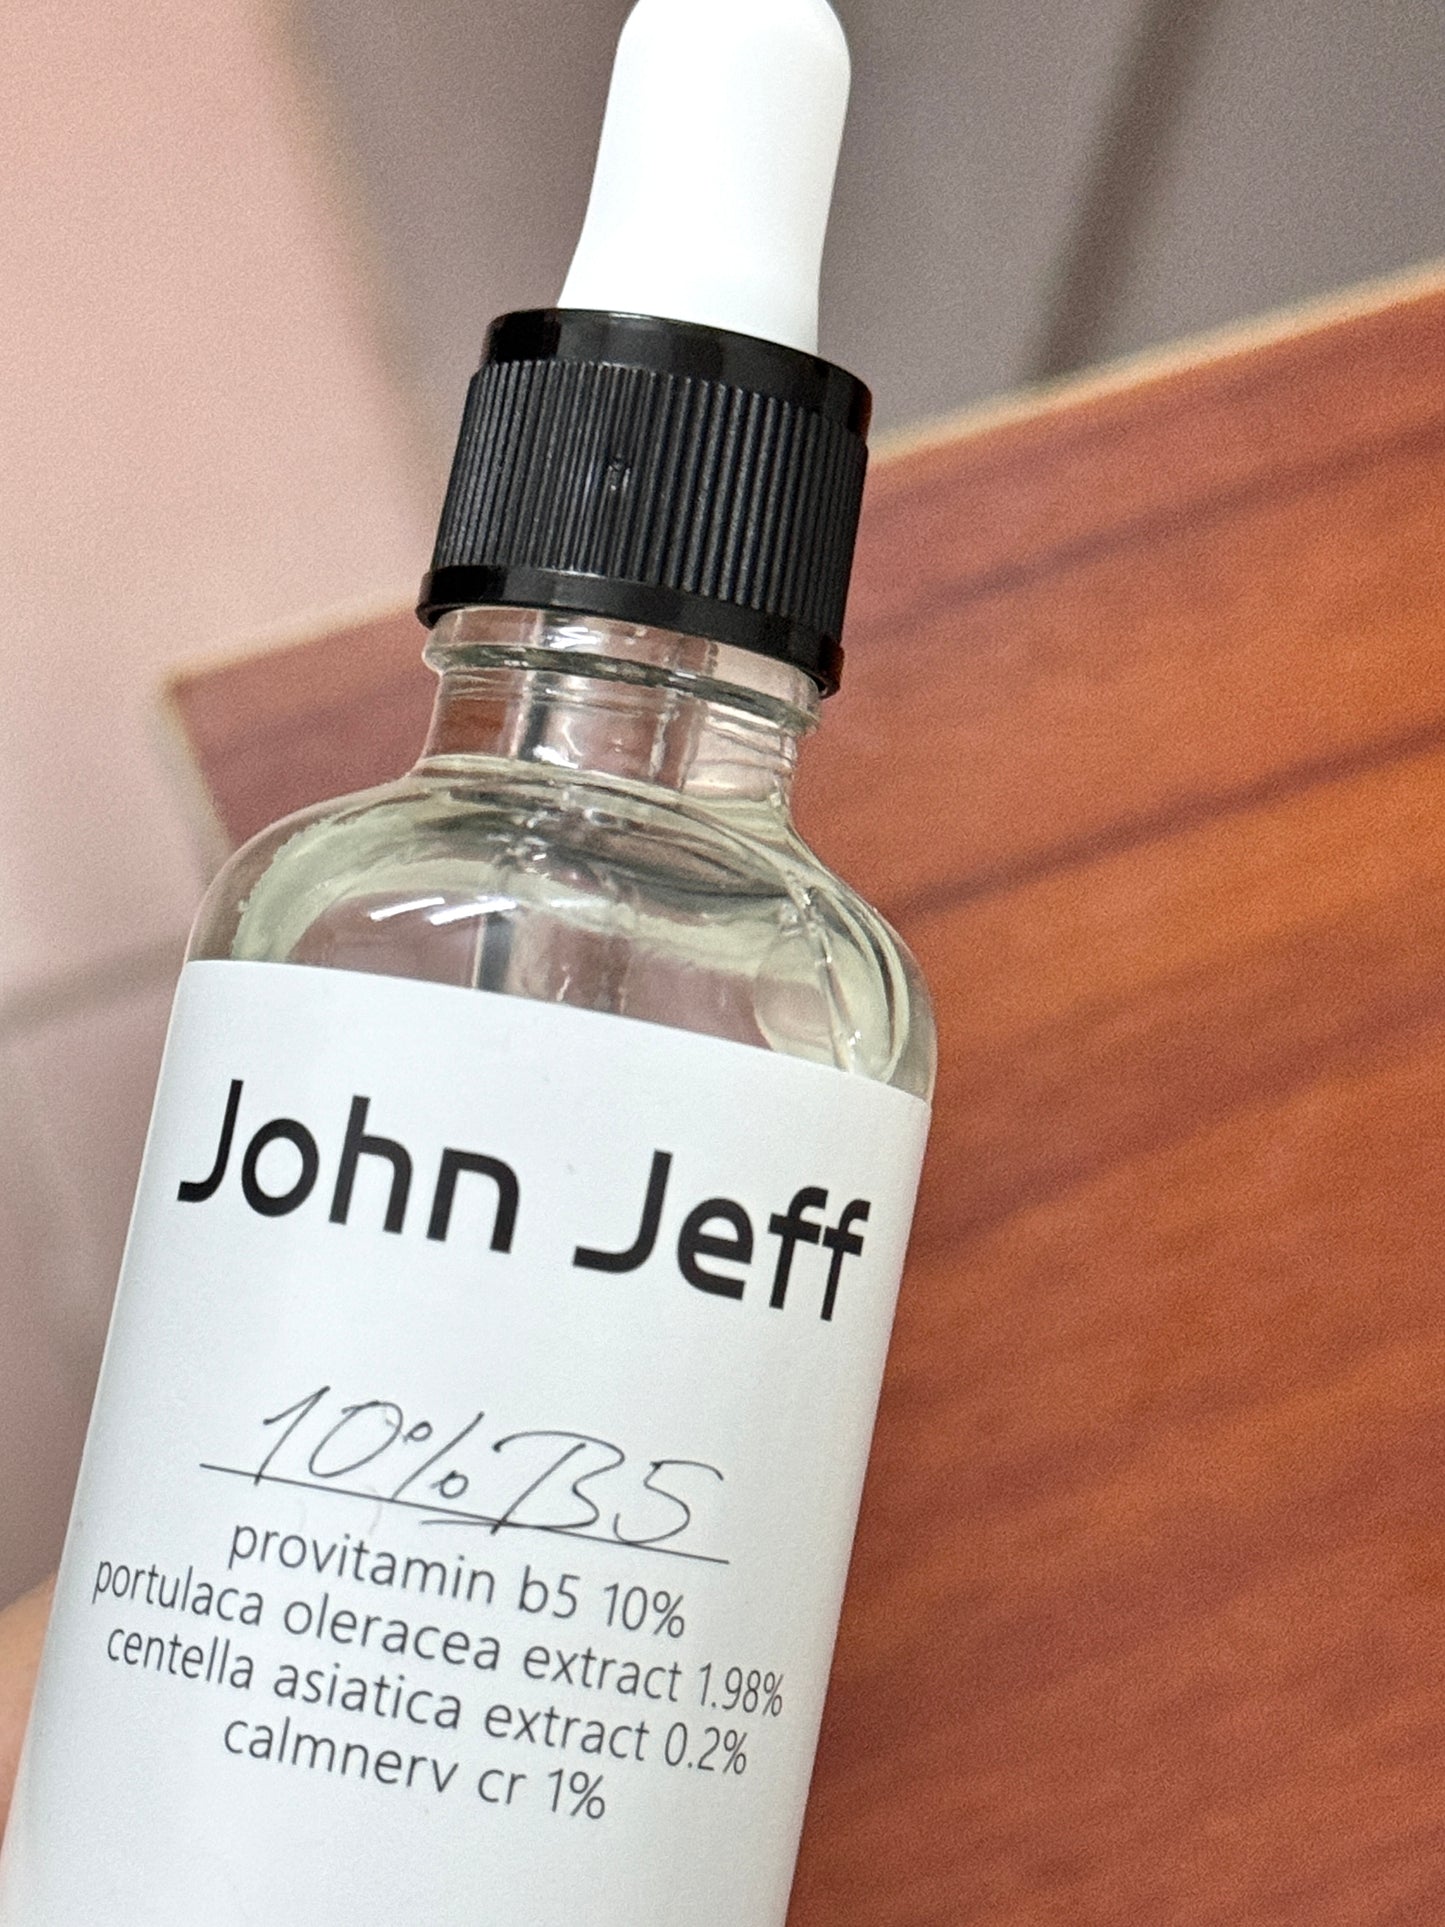 John Jeff
10% B5
provitamin b5 10%
portulaca oleracea extract 1.98%
centella asiatica extract 0.2%
calmnerv cr 1%